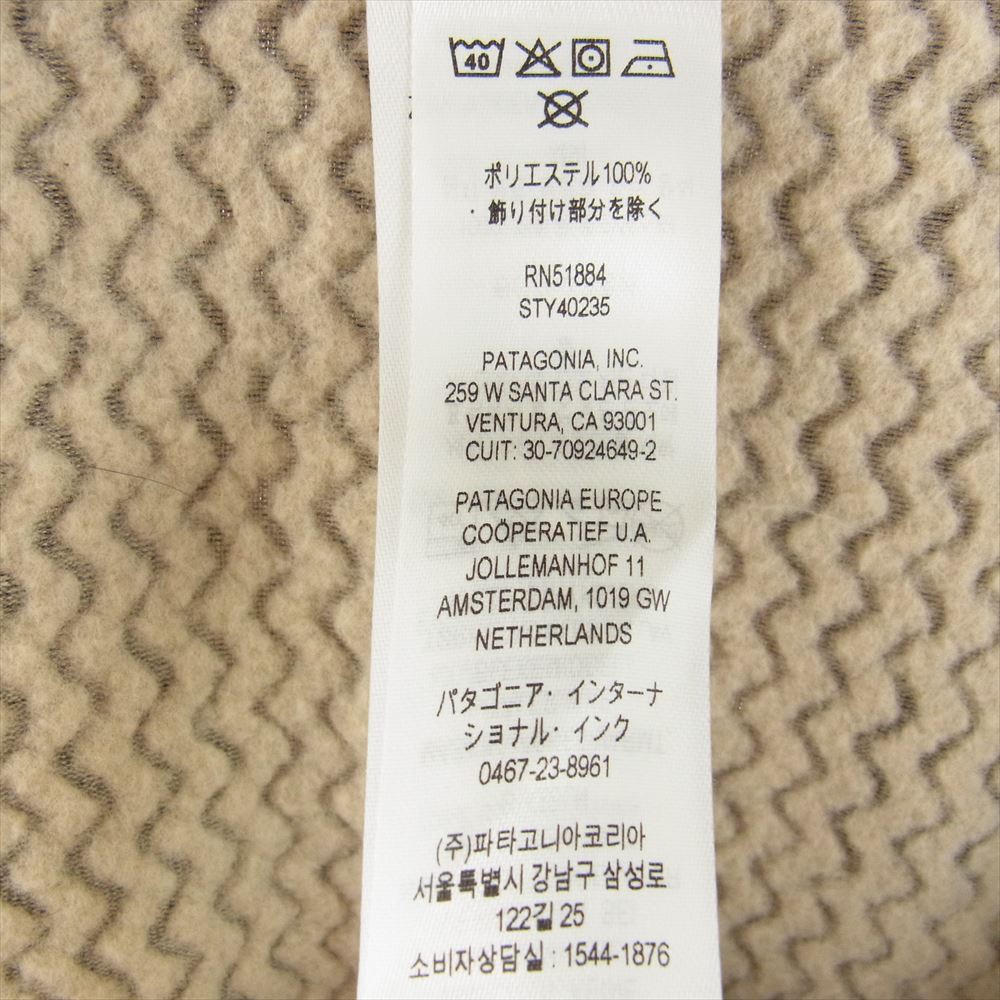 40
ポリエステル100%
・飾り付け部分を除く
RN51884
STY40235
PATAGONIA, INC.
259 W SANTA CLARA ST.
VENTURA, CA 93001
CUIT: 30-70924649-2
PATAGONIA EUROPE
COÖPERATIEF U.A.
JOLLEMANHOF 11
AMSTERDAM, 1019 GW
NETHERLANDS
パタゴニア・インターナ
ショナル・インク
0467-23-8961
(주)파타고니아코리아
서울특별시 강남구 삼성로
122길 25
소비자상담실 : 1544-1876